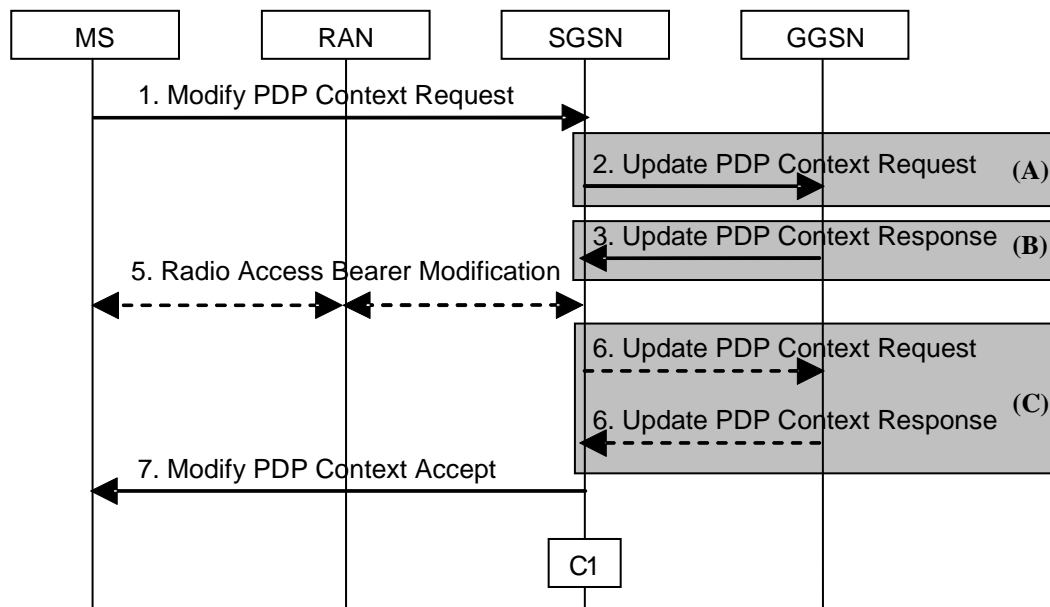 MS RAN SGSN GGSN
1. Modify PDP Context Request
2. Update PDP Context Request (A)
3. Update PDP Context Response (B)
5. Radio Access Bearer Modification
6. Update PDP Context Request
(C)
6. Update PDP Context Response
7. Modify PDP Context Accept
C1